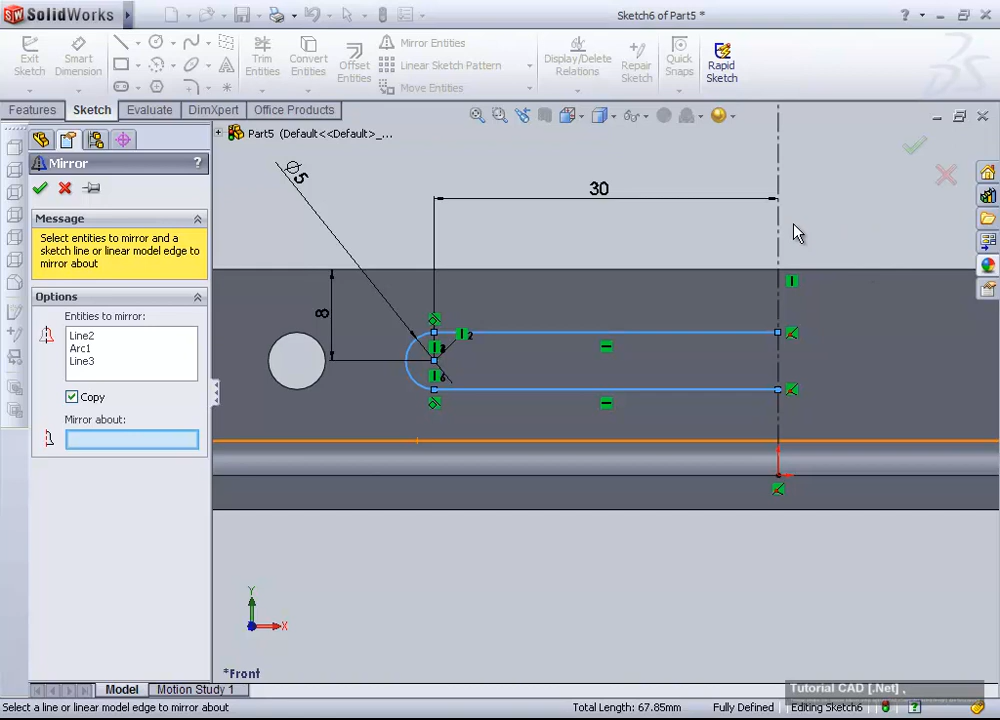 SolidWorks
Sketch6 of Part5 *
?
Exit
Sketch
Smart
Dimension
Trim
Entities
Convert
Entities
Offset
Entities
Mirror Entities
Linear Sketch Pattern
Move Entities
Display/Delete
Relations
Repair
Sketch
Quick
Snaps
Rapid
Sketch
Features
Sketch
Evaluate
DimXpert
Office Products
Part5 (Default<<Default>_...
Mirror
?
Message
Select entities to mirror and a
sketch line or linear model edge to
mirror about
Options
Entities to mirror:
Line2
Arc1
Line3
Copy
Mirror about:
∅5
30
8
2
Y
X
*Front
Model
Motion Study 1
Tutorial CAD [.Net] ,
Select a line or linear model edge to mirror about
Total Length: 67.85mm
Fully Defined
Editing Sketch6
?